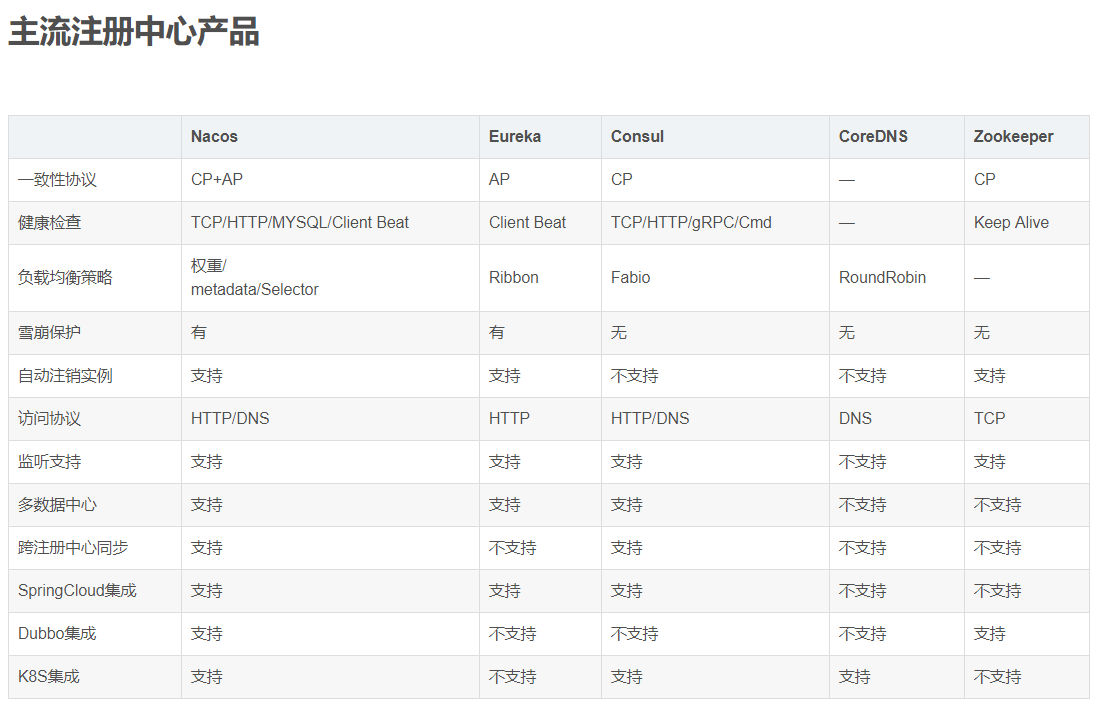 主流注册中心产品
Nacos Eureka Consul CoreDNS Zookeeper
一致性协议 CP+AP AP CP — CP
健康检查 TCP/HTTP/MYSQL/Client Beat Client Beat TCP/HTTP/gRPC/Cmd — Keep Alive
负载均衡策略 权重/
metadata/Selector Ribbon Fabio RoundRobin —
雪崩保护 有 有 无 无 无
自动注销实例 支持 支持 不支持 不支持 支持
访问协议 HTTP/DNS HTTP HTTP/DNS DNS TCP
监听支持 支持 支持 支持 不支持 支持
多数据中心 支持 支持 支持 不支持 不支持
跨注册中心同步 支持 不支持 支持 不支持 不支持
SpringCloud集成 支持 支持 支持 不支持 不支持
Dubbo集成 支持 不支持 不支持 不支持 支持
K8S集成 支持 不支持 支持 支持 不支持